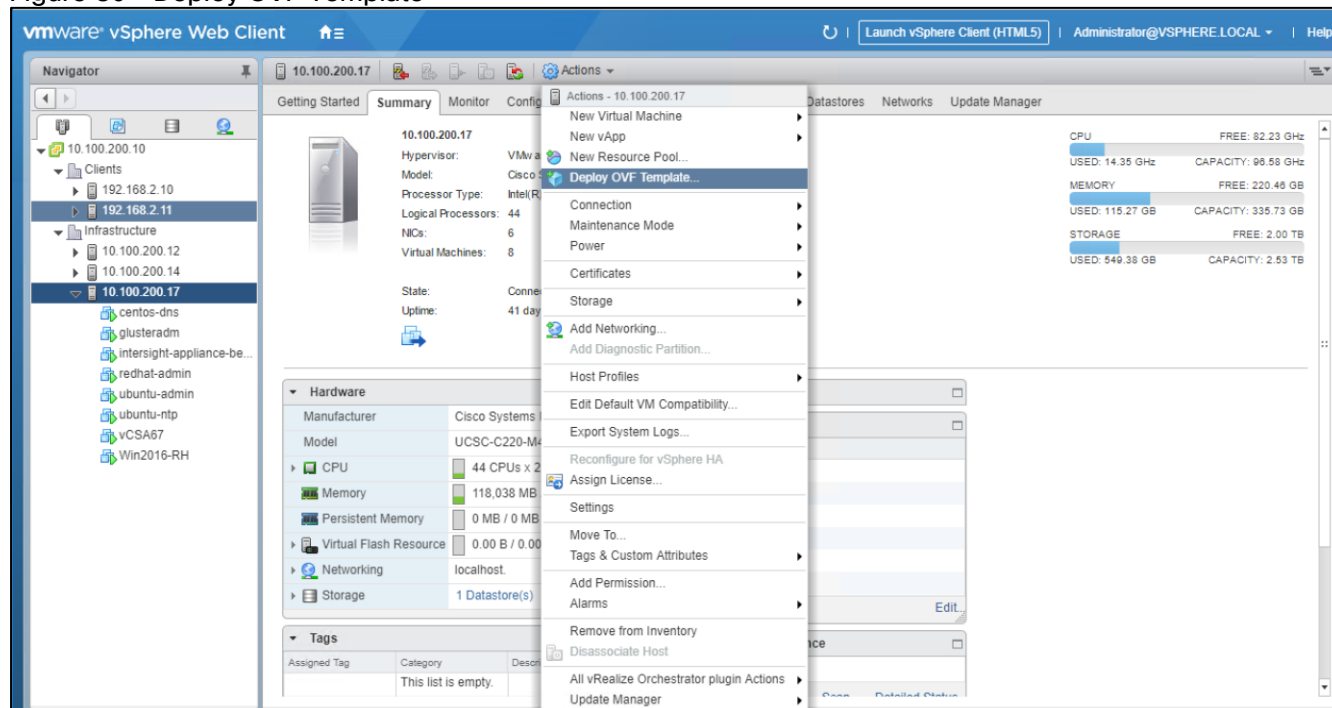 vmware® vSphere Web Client
Launch vSphere Client (HTML5) | Administrator@VSPHERE.LOCAL | Help
Navigator
10.100.200.10
Clients
192.168.2.10
192.168.2.11
Infrastructure
10.100.200.12
10.100.200.14
10.100.200.17
centos-dns
glusteradm
intersight-appliance-be...
redhat-admin
ubuntu-admin
ubuntu-ntp
vCSA67
Win2016-RH
10.100.200.17 Actions
Getting Started Summary Monitor Datastores Networks Update Manager
10.100.200.17
Hypervisor:
Model: Cisco
Processor Type:
Logical Processors: 44
NICs: 6
Virtual Machines: 8
State:
Uptime: 41
CPU FREE: 82.23 GHz
USED: 14.35 GHz CAPACITY: 96.58 GHz
MEMORY FREE: 220.46 GB
USED: 115.27 GB CAPACITY: 335.73 GB
STORAGE FREE: 2.00 TB
USED: 549.38 GB CAPACITY: 2.53 TB
Hardware
Manufacturer Cisco Systems
Model UCSC-C220-M4
CPU 44 CPUs x 2
Memory 118,038 MB
Persistent Memory 0 MB / 0 MB
Virtual Flash Resource 0.00 B / 0.00
Networking localhost.
Storage 1 Datastore(s)
Edit...
Tags
Assigned Tag Category
This list is empty.
Actions - 10.100.200.17
New Virtual Machine
New vApp
New Resource Pool...
Deploy OVF Template...
Connection
Maintenance Mode
Power
Certificates
Storage
Add Networking...
Add Diagnostic Partition...
Host Profiles
Edit Default VM Compatibility...
Export System Logs...
Reconfigure for vSphere HA
Assign License...
Settings
Move To...
Tags & Custom Attributes
Add Permission...
Alarms
Remove from Inventory
Disassociate Host
All vRealize Orchestrator plugin Actions
Update Manager